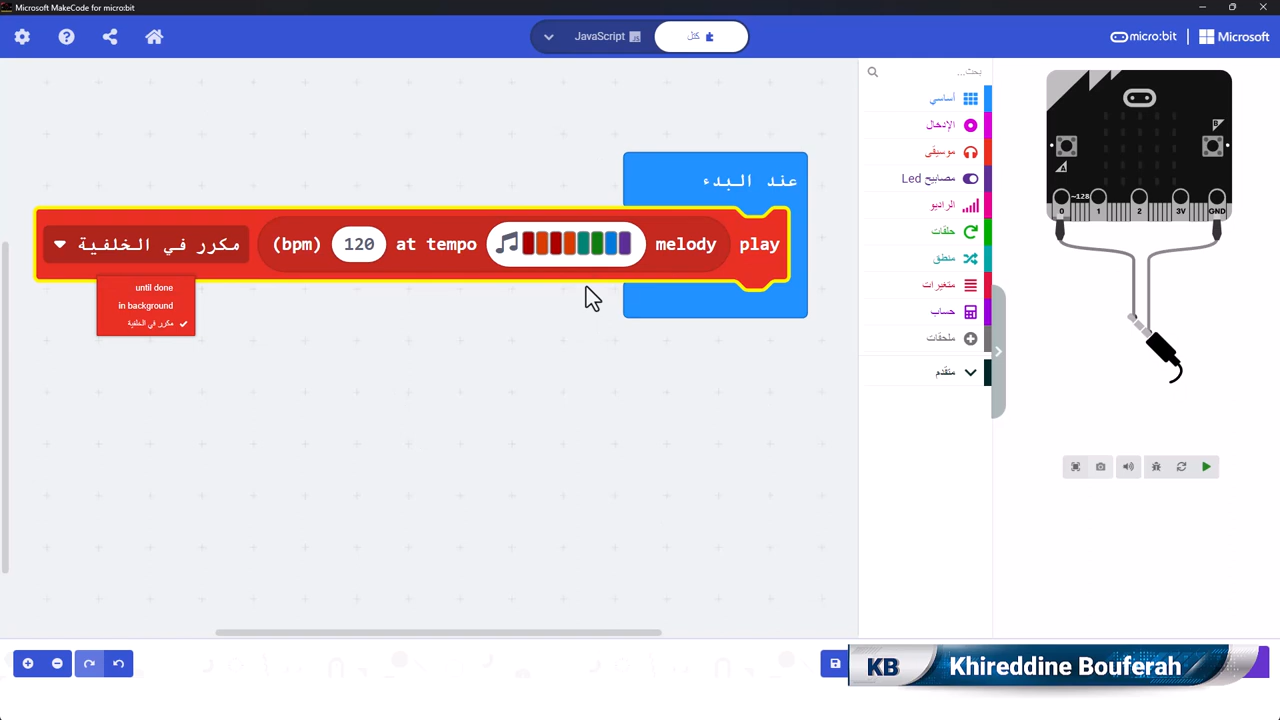 Microsoft MakeCode for micro:bit
JavaScript
كتل
micro:bit
Microsoft
بحث...
أساسي
الإدخال
موسيقى
مصابيح Led
الراديو
حلقات
منطق
متغيرات
حساب
ملحقات
متقدم
عند البدء
play melody at tempo 120 (bpm) مكرر في الخلفية
until done
in background
مكرر في الخلفية
B
A
~128
0 1 2 3V GND
KB Khireddine Bouferah